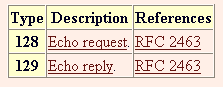 Type Description References
128 Echo request. RFC 2463
129 Echo reply. RFC 2463